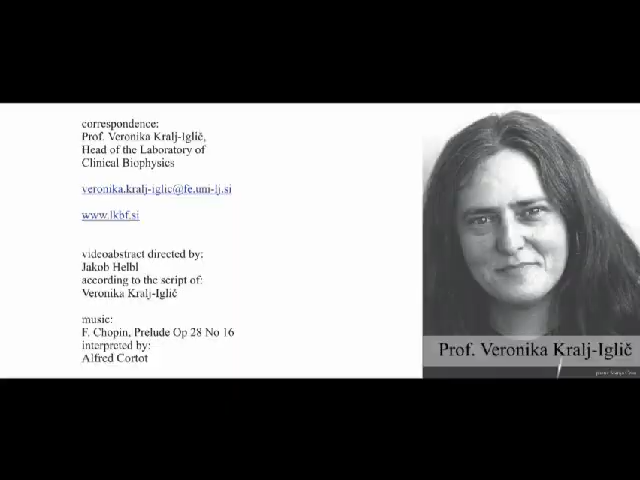 correspondence:
Prof. Veronika Kralj-Iglič,
Head of the Laboratory of
Clinical Biophysics
veronika.kralj-iglic@fe.uni-lj.si
www.lkbf.si
videoabstract directed by:
Jakob Helbl
according to the script of:
Veronika Kralj-Iglič
music:
F. Chopin, Prelude Op 28 No 16
interpreted by:
Alfred Cortot
Prof. Veronika Kralj-Iglič